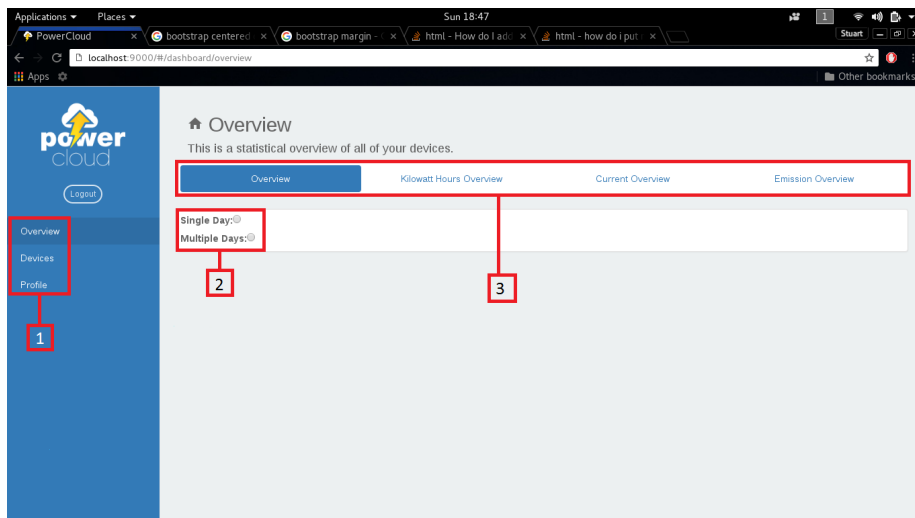 Applications Places Sun 18:47 1
PowerCloud × bootstrap centered × bootstrap margin - × html - How do I add × html - how do i put × Stuart
localhost:9000/#/dashboard/overview
Apps Other bookmarks
power
cloud
Logout
Overview
Devices
Profile
1
Overview
This is a statistical overview of all of your devices.
Overview Kilowatt Hours Overview Current Overview Emission Overview
Single Day:
Multiple Days:
2
3